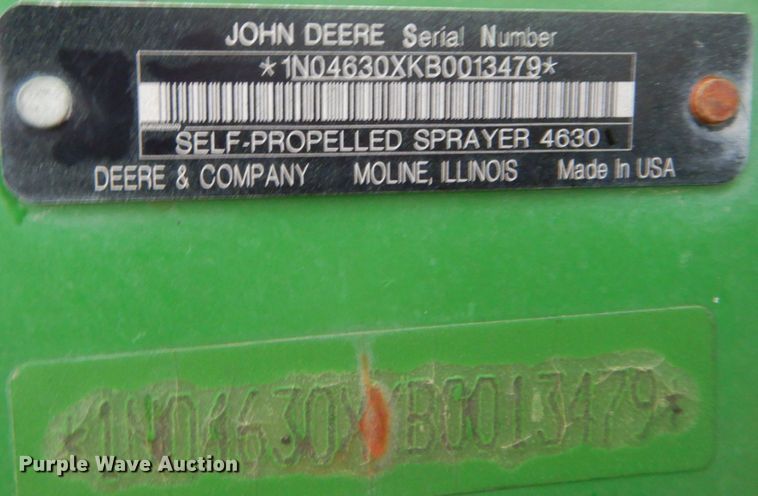 JOHN DEERE Serial Number
*1N04630XKB0013479*
SELF-PROPELLED SPRAYER 4630
DEERE & COMPANY MOLINE, ILLINOIS Made In USA
*1N04630XKB0013479*
Purple Wave Auction